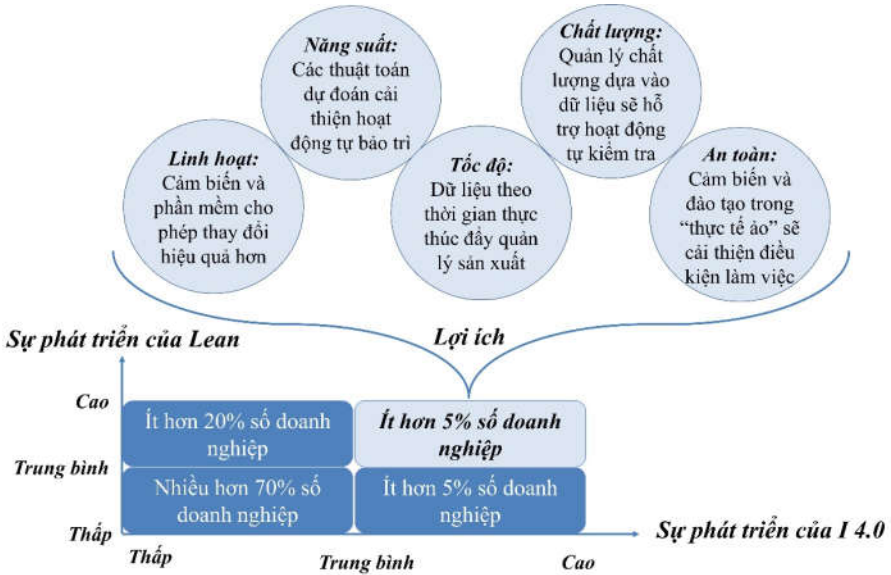 Năng suất:
Các thuật toán
dự đoán cải
thiện hoạt
động tự bảo trì
Chất lượng:
Quản lý chất
lượng dựa vào
dữ liệu sẽ hỗ
trợ hoạt động
tự kiểm tra
Linh hoạt:
Cảm biến và
phần mềm cho
phép thay đổi
hiệu quả hơn
Tốc độ:
Dữ liệu theo
thời gian thực
thúc đẩy quản
lý sản xuất
An toàn:
Cảm biến và
đào tạo trong
“thực tế ảo” sẽ
cải thiện điều
kiện làm việc
Lợi ích
Sự phát triển của Lean
Cao
Ít hơn 20% số doanh
nghiệp
Ít hơn 5% số doanh
nghiệp
Trung bình
Nhiều hơn 70% số
doanh nghiệp
Ít hơn 5% số doanh
nghiệp
Thấp
Sự phát triển của I 4.0
Thấp
Trung bình
Cao